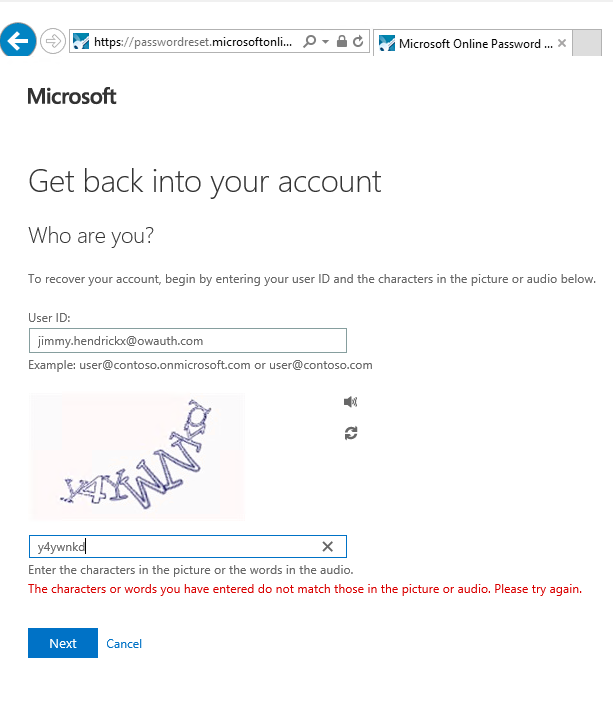 https://passwordreset.microsoftonli...
Microsoft Online Password ...
Microsoft
Get back into your account
Who are you?
To recover your account, begin by entering your user ID and the characters in the picture or audio below.
User ID:
jimmy.hendrickx@owauth.com
Example: user@contoso.onmicrosoft.com or user@contoso.com
y4ywnkd
Enter the characters in the picture or the words in the audio.
The characters or words you have entered do not match those in the picture or audio. Please try again.
Next Cancel